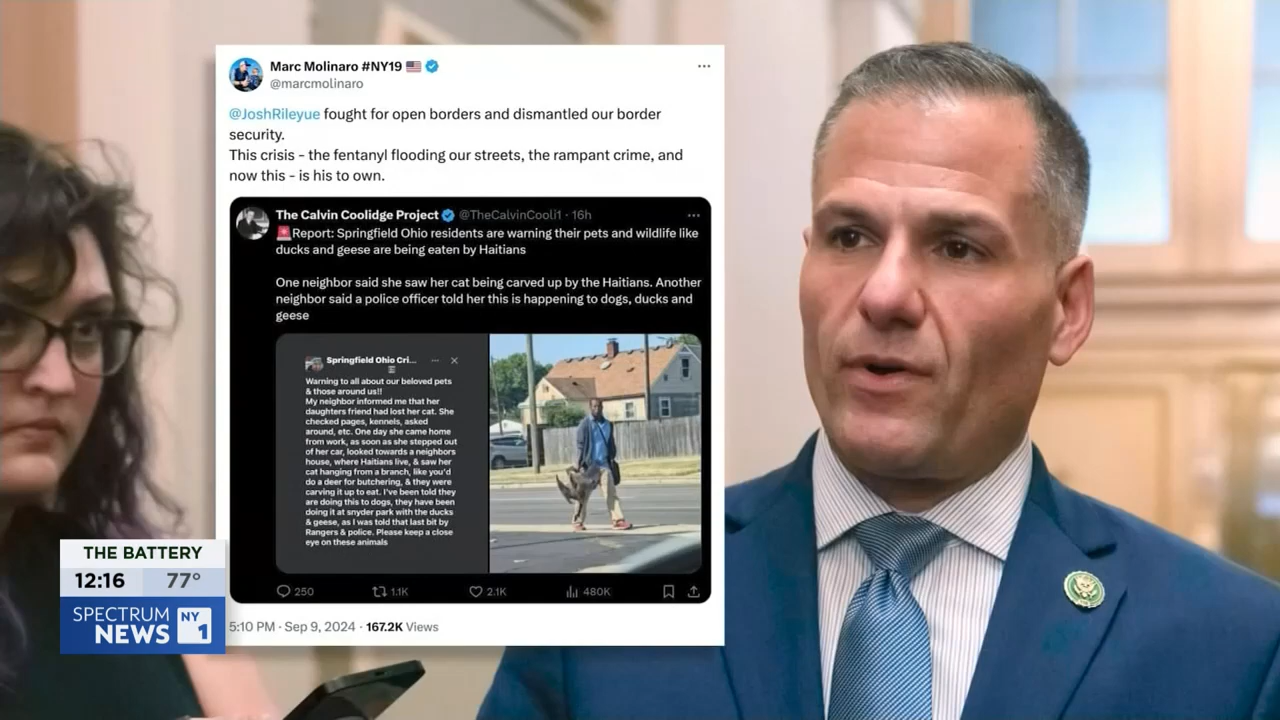 Marc Molinaro #NY19
@marcmolinaro
@JoshRileyue fought for open borders and dismantled our border
security.
This crisis - the fentanyl flooding our streets, the rampant crime, and
now this - is his to own.
The Calvin Coolidge Project @TheCalvinCooli1 · 16h
🚨Report: Springfield Ohio residents are warning their pets and wildlife like
ducks and geese are being eaten by Haitians
One neighbor said she saw her cat being carved up by the Haitians. Another
neighbor said a police officer told her this is happening to dogs, ducks and
geese
Springfield Ohio Cri...
Warning to all about our beloved pets
& those around us!!
My neighbor informed me that her
daughters friend had lost her cat. She
checked pages, kennels, asked
around, etc. One day she came home
from work, as soon as she stepped out
of her car, looked towards a neighbors
house, where Haitians live, & saw her
cat hanging from a branch, like you'd
do a deer for butchering, & they were
carving it up to eat. I've been told they
are doing this to dogs, they have been
doing it at snyder park with the ducks
& geese, as I was told that last bit by
Rangers & police. Please keep a close
eye on these animals
250 1.1K 2.1K 480K
5:10 PM · Sep 9, 2024 · 167.2K Views
THE BATTERY
12:16 77°
SPECTRUM
NEWS NY
1